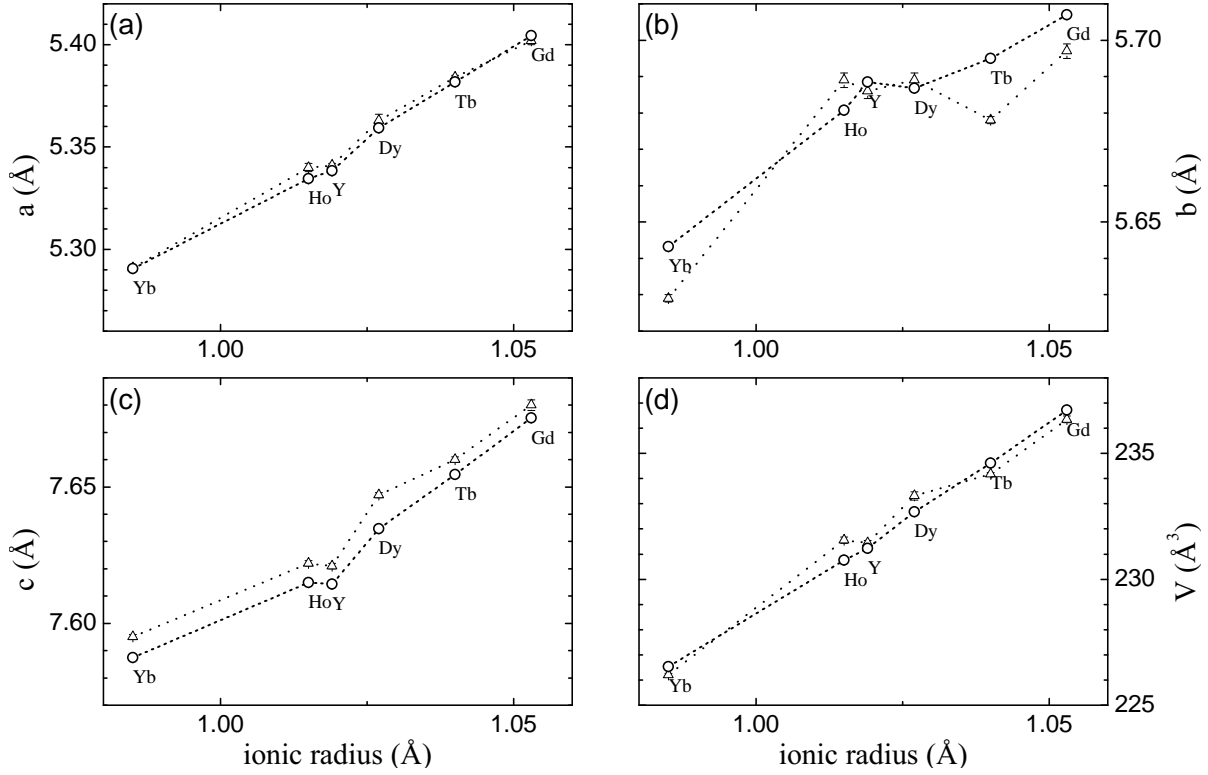 (a)
5.40
5.35
5.30
a (Å)
Yb
Ho
Y
Dy
Tb
Gd
1.00
1.05
(b)
5.70
5.65
b (Å)
Yb
Ho
Y
Dy
Tb
Gd
1.00
1.05
(c)
7.65
7.60
c (Å)
Yb
Ho
Y
Dy
Tb
Gd
1.00
1.05
ionic radius (Å)
(d)
235
230
225
V (Å³)
Yb
Ho
Y
Dy
Tb
Gd
1.00
1.05
ionic radius (Å)